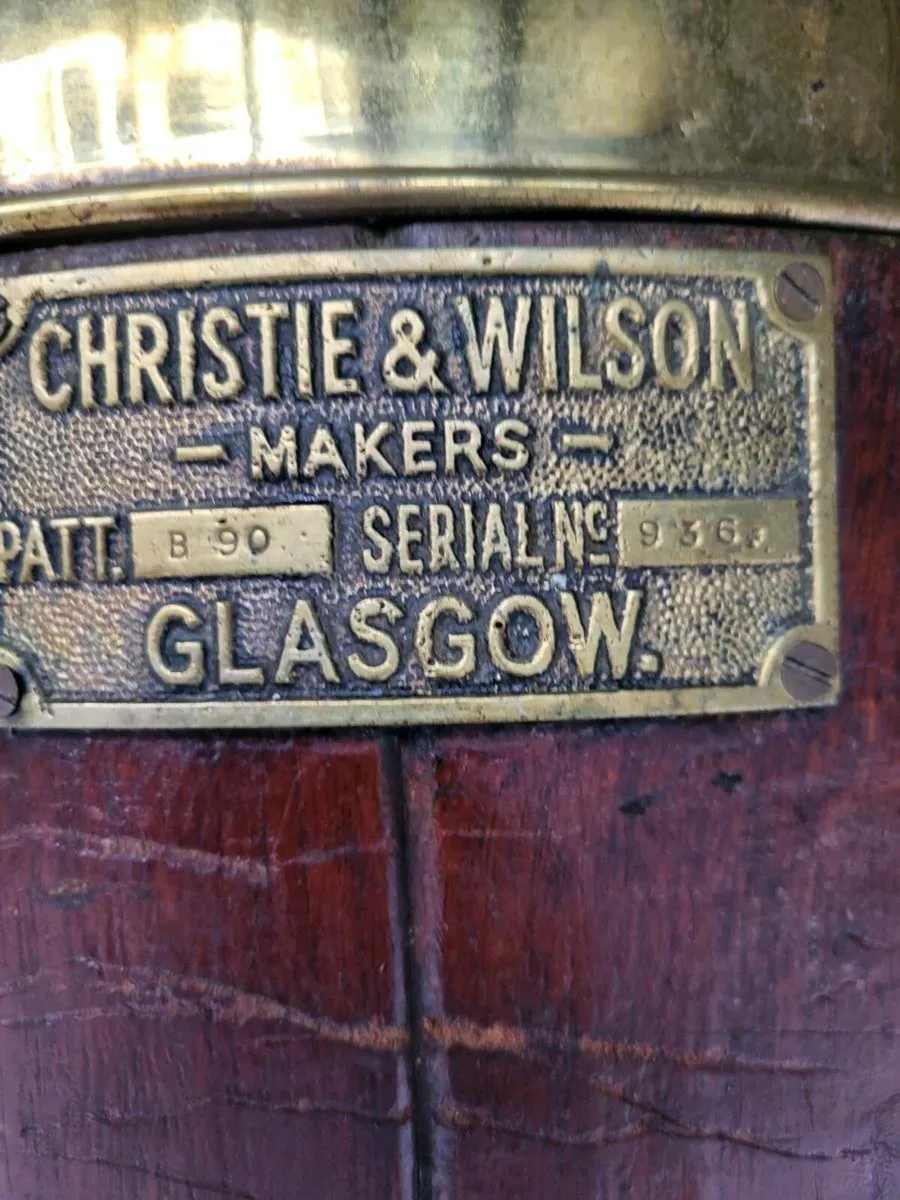 CHRISTIE & WILSON
- MAKERS -
PATT. B 90 SERIAL No
GLASGOW.